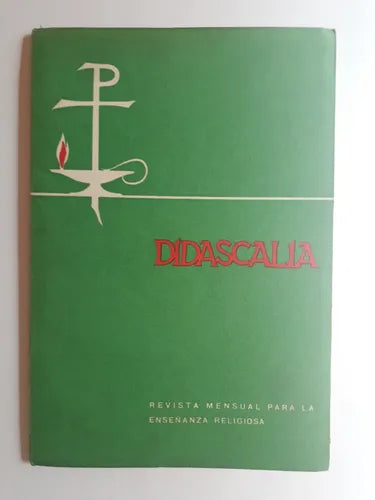 DIDASCALIA
REVISTA MENSUAL PARA LA
ENSEÑANZA RELIGIOSA